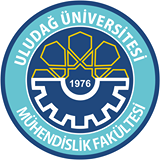 ULUDAĞ ÜNİVERSİTESİ
1976
MÜHENDİSLİK FAKÜLTESİ